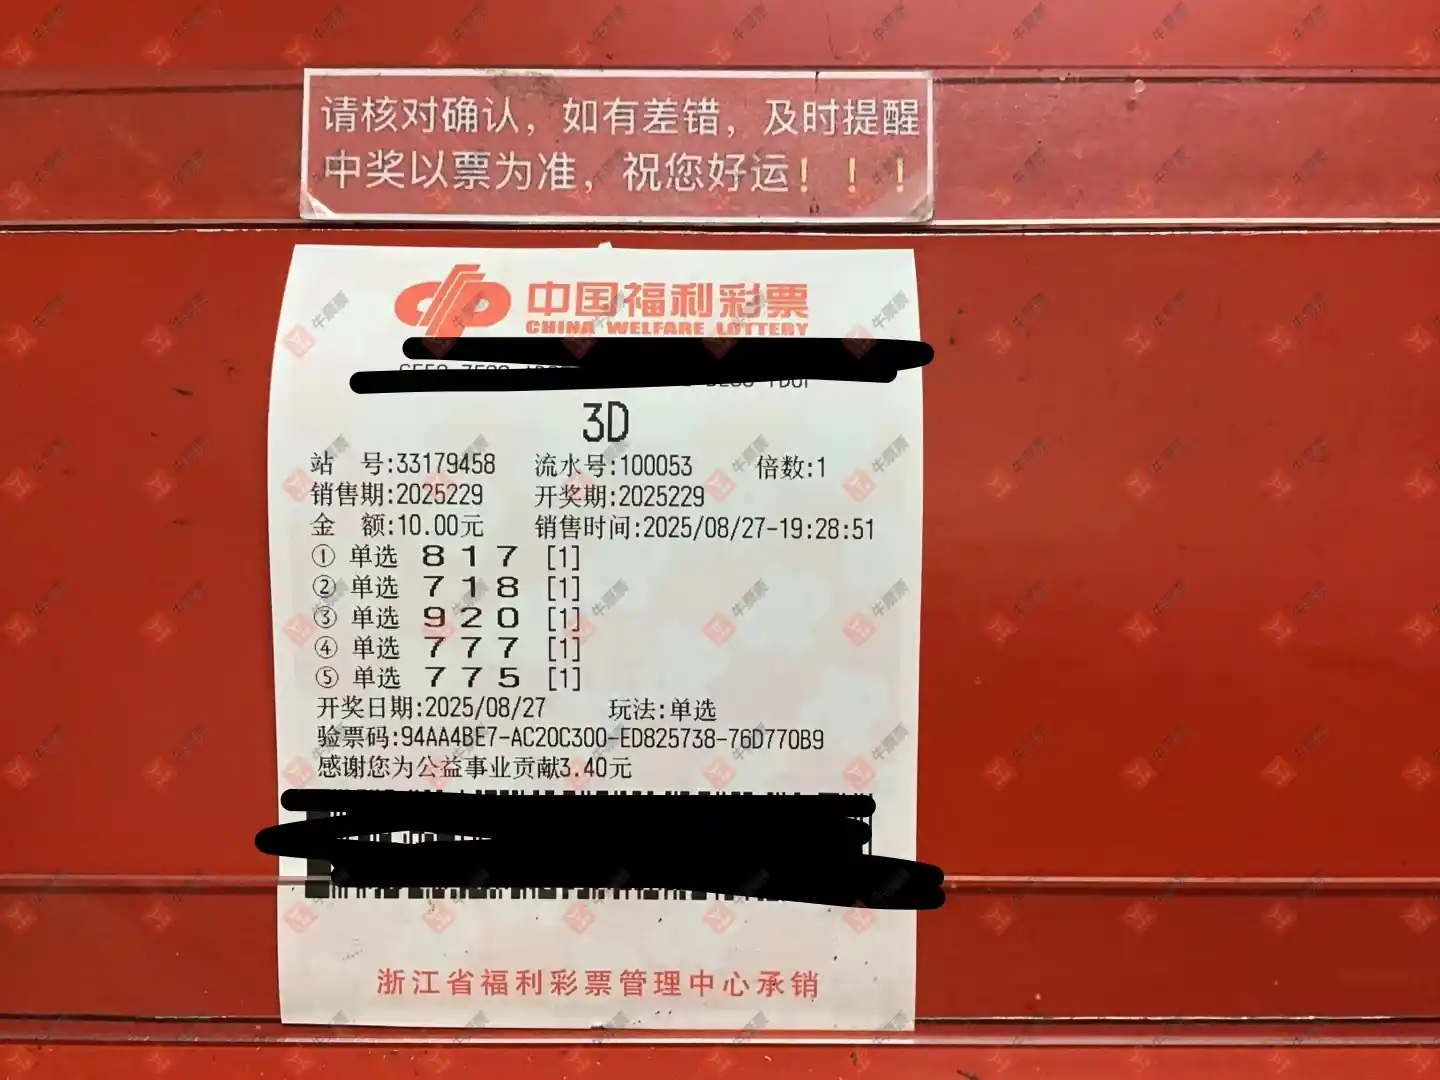 请核对确认，如有差错，及时提醒
中奖以票为准，祝您好运！！！
中国福利彩票
CHINA WELFARE LOTTERY
3D
站 号:33179458 流水号:100053 倍数:1
销售期:2025229 开奖期:2025229
金 额:10.00元 销售时间:2025/08/27-19:28:51
① 单选 8 1 7 [1]
② 单选 7 1 8 [1]
③ 单选 9 2 0 [1]
④ 单选 7 7 7 [1]
⑤ 单选 7 7 5 [1]
开奖日期:2025/08/27 玩法:单选
验票码:94AA4BE7-AC20C300-ED825738-76D770B9
感谢您为公益事业贡献3.40元
浙江省福利彩票管理中心承销